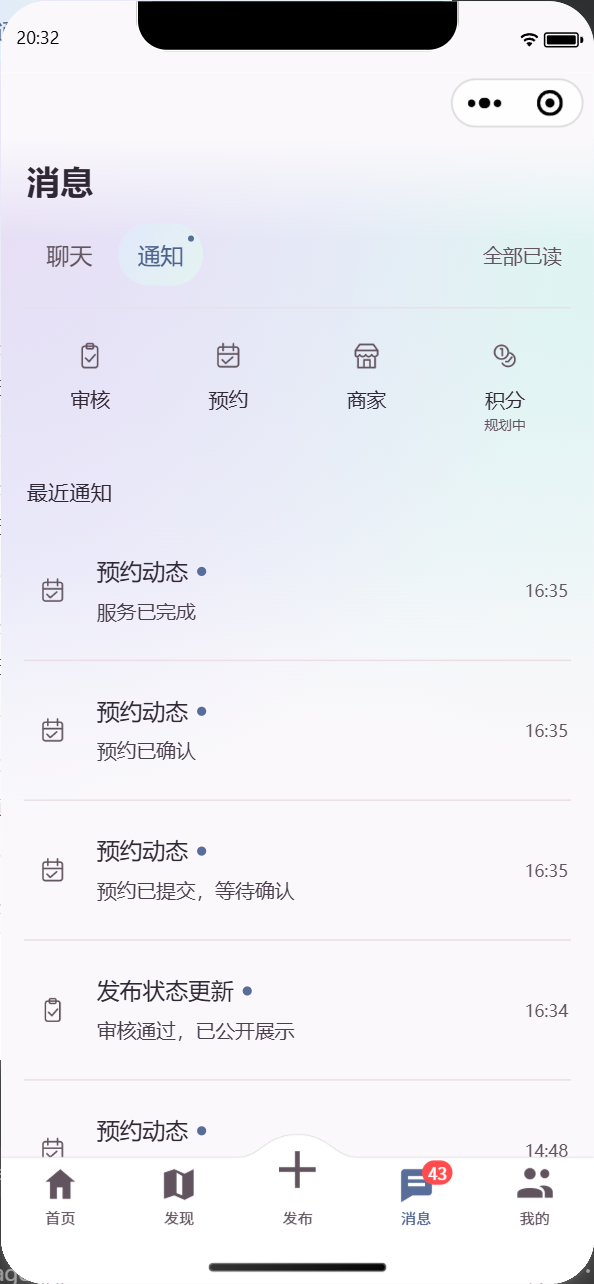 20:32
消息
聊天 通知 全部已读
审核 预约 商家 积分
规划中
最近通知
预约动态
服务已完成
16:35
预约动态
预约已确认
16:35
预约动态
预约已提交，等待确认
16:35
发布状态更新
审核通过，已公开展示
16:34
预约动态
14:48
43
首页 发现 发布 消息 我的